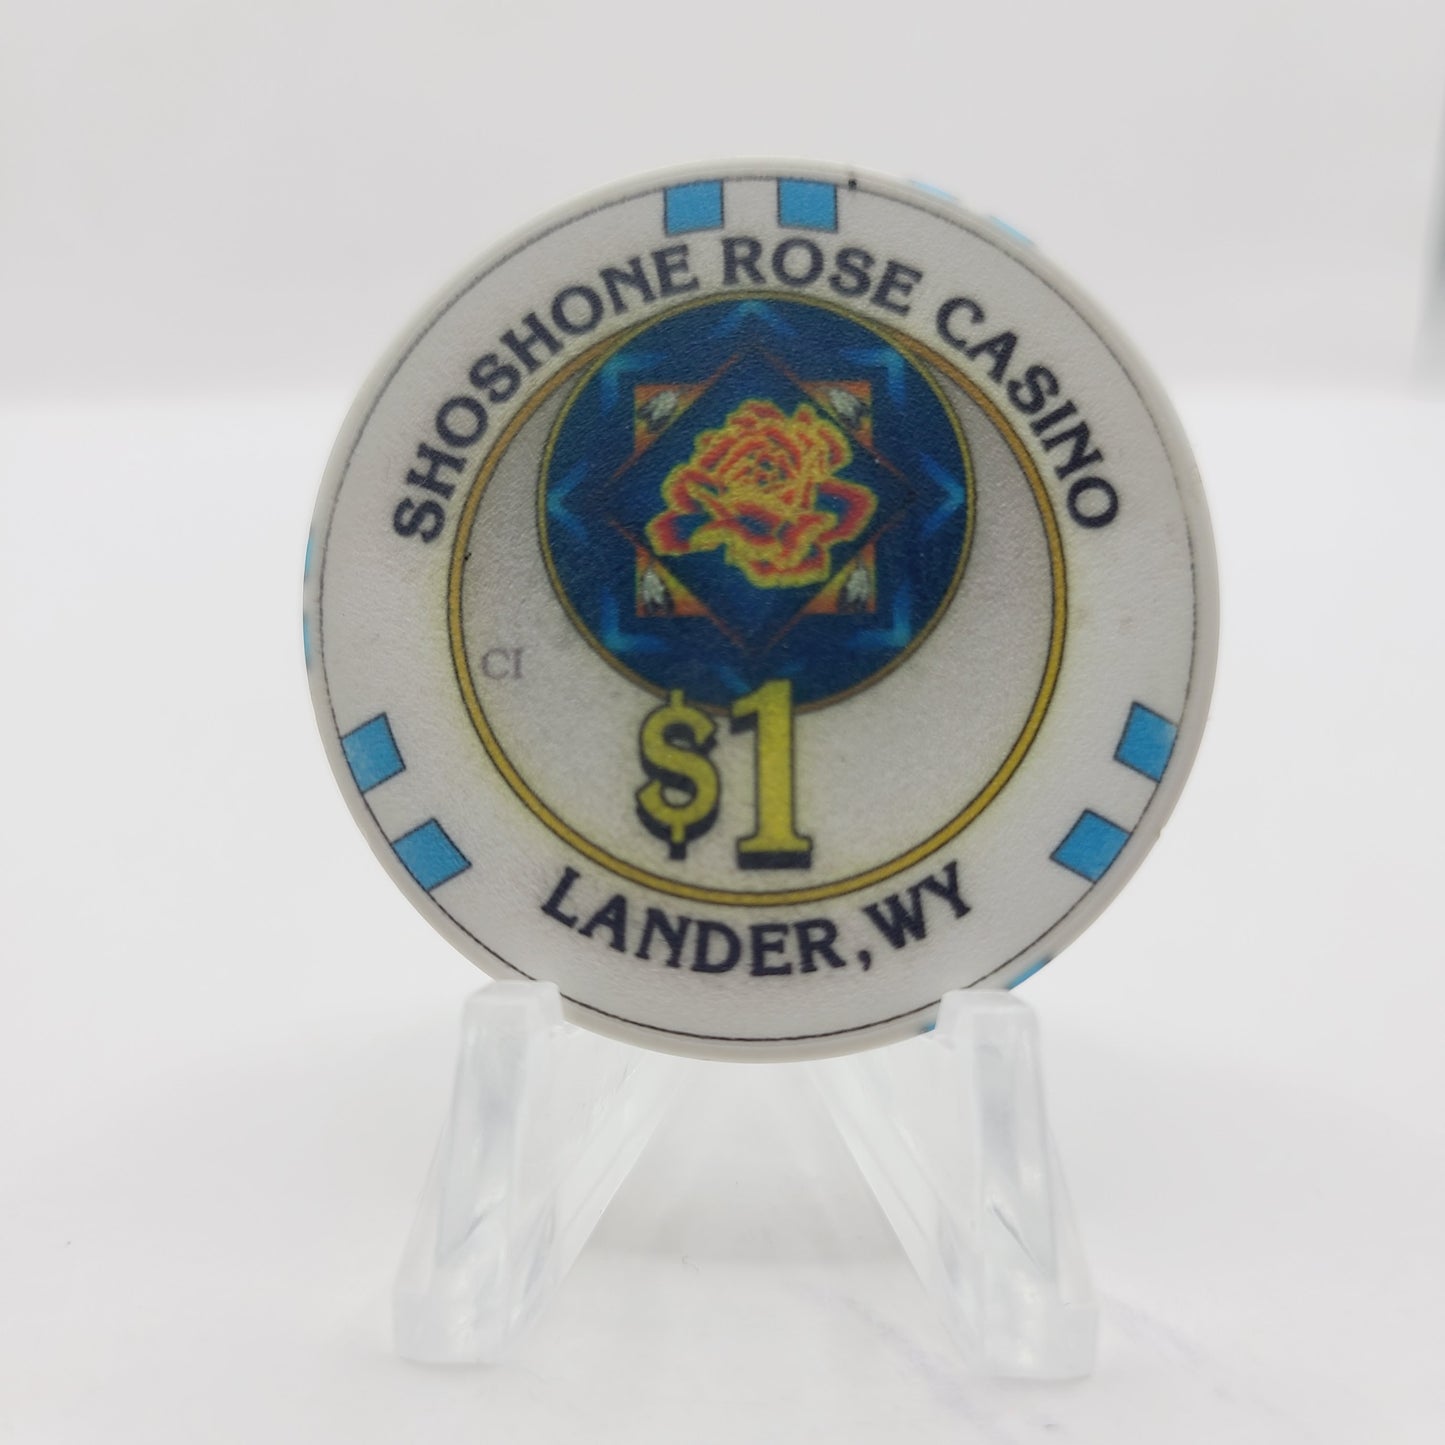 SHOSHONE ROSE CASINO
CI
$1
LANDER, WY